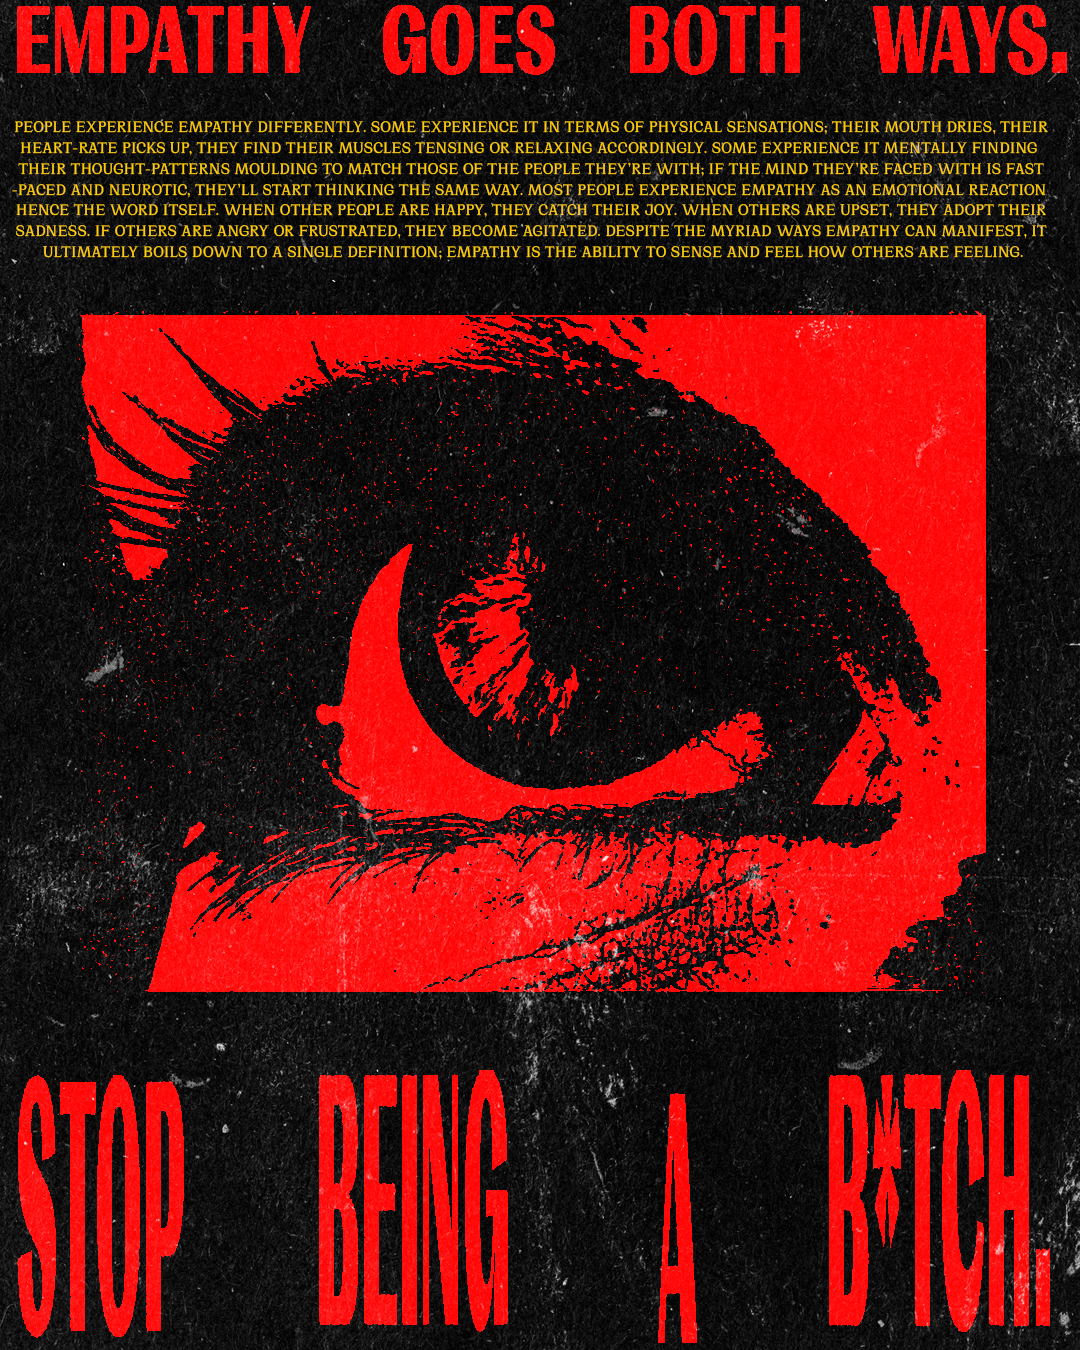 EMPATHY GOES BOTH WAYS.
PEOPLE EXPERIENCE EMPATHY DIFFERENTLY. SOME EXPERIENCE IT IN TERMS OF PHYSICAL SENSATIONS; THEIR MOUTH DRIES, THEIR
HEART-RATE PICKS UP, THEY FIND THEIR MUSCLES TENSING OR RELAXING ACCORDINGLY. SOME EXPERIENCE IT MENTALLY FINDING
THEIR THOUGHT-PATTERNS MOULDING TO MATCH THOSE OF THE PEOPLE THEY'RE WITH; IF THE MIND THEY'RE FACED WITH IS FAST
-PACED AND NEUROTIC, THEY'LL START THINKING THE SAME WAY. MOST PEOPLE EXPERIENCE EMPATHY AS AN EMOTIONAL REACTION
HENCE THE WORD ITSELF. WHEN OTHER PEOPLE ARE HAPPY, THEY CATCH THEIR JOY. WHEN OTHERS ARE UPSET, THEY ADOPT THEIR
SADNESS. IF OTHERS ARE ANGRY OR FRUSTRATED, THEY BECOME AGITATED. DESPITE THE MYRIAD WAYS EMPATHY CAN MANIFEST, IT
ULTIMATELY BOILS DOWN TO A SINGLE DEFINITION; EMPATHY IS THE ABILITY TO SENSE AND FEEL HOW OTHERS ARE FEELING.
STOP BEING A B*TCH.